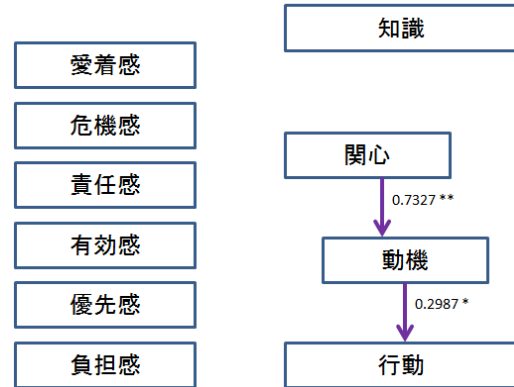 知識
愛着感
危機感
責任感
有効感
優先感
負担感
関心
0.7327 **
動機
0.2987 *
行動